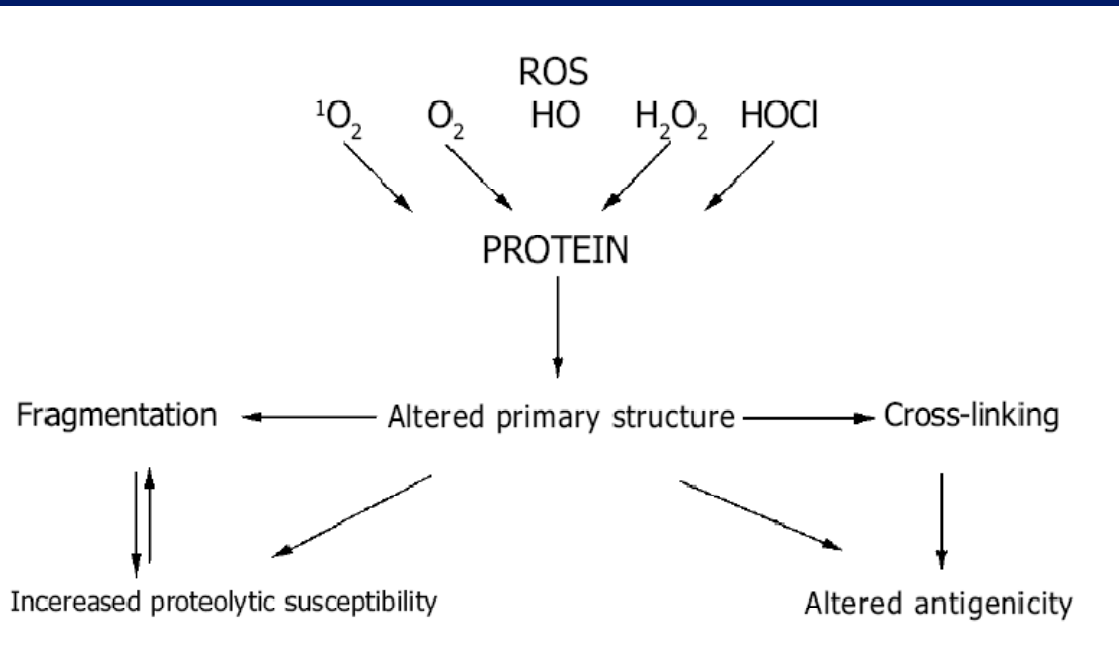 ROS
¹O₂ O₂ HO H₂O₂ HOCl
PROTEIN
Fragmentation Altered primary structure Cross-linking
Incereased proteolytic susceptibility Altered antigenicity